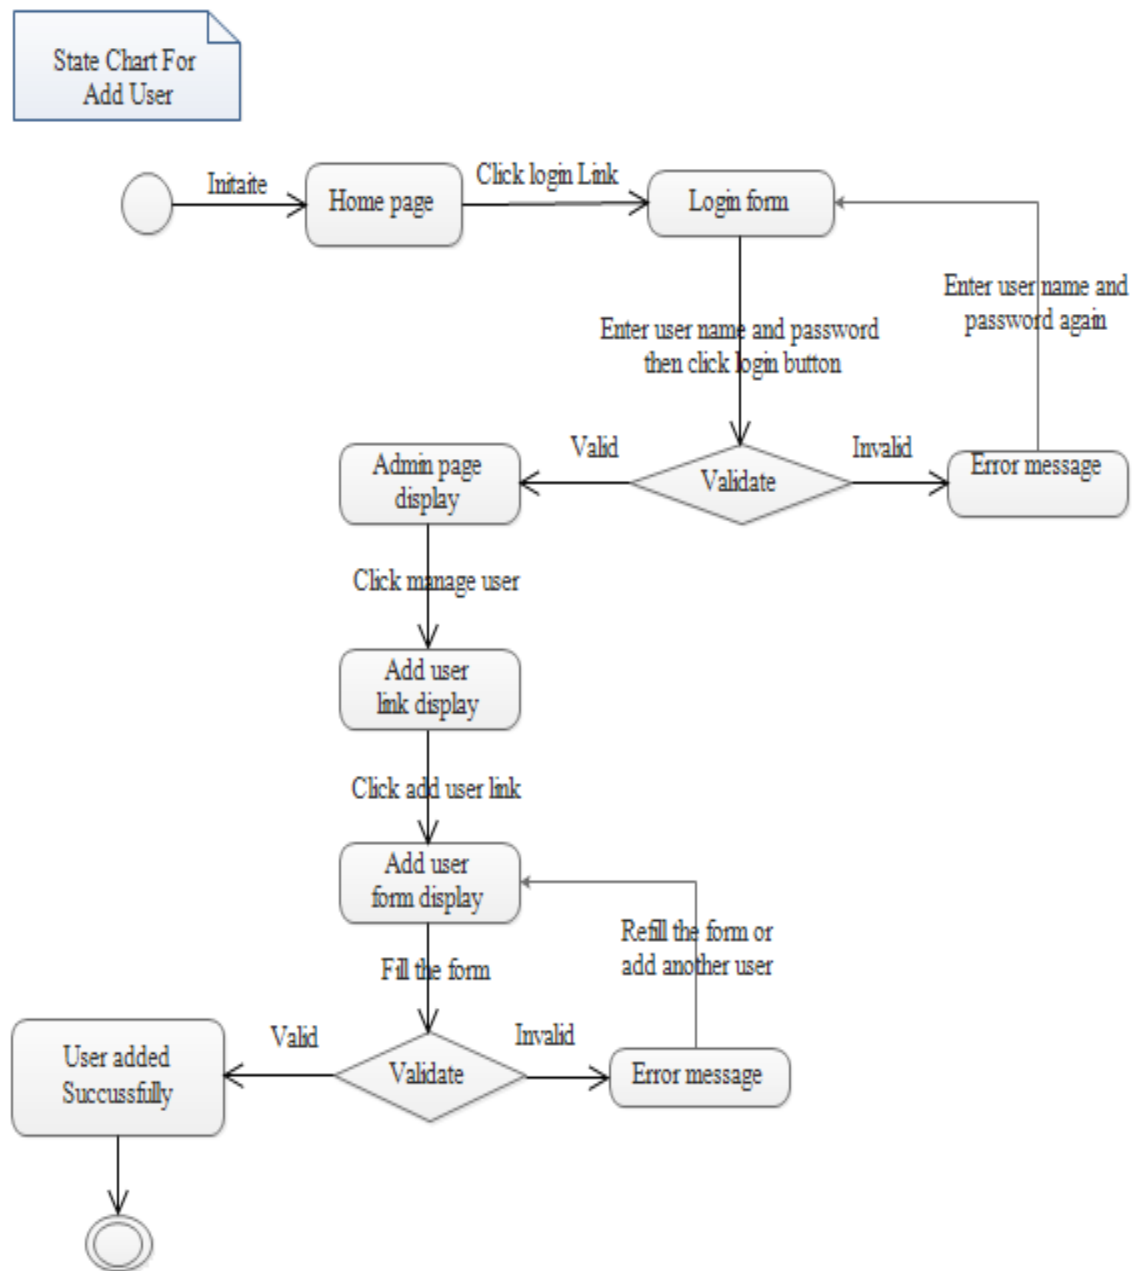 State Chart For
Add User
Initaite
Home page
Click login Link
Login form
Enter user name and
password again
Enter user name and password
then click login button
Valid
Invalid
Admin page
display
Validate
Error message
Click manage user
Add user
link display
Click add user link
Add user
form display
Refill the form or
add another user
Fill the form
Valid
Invalid
User added
Succussfully
Validate
Error message